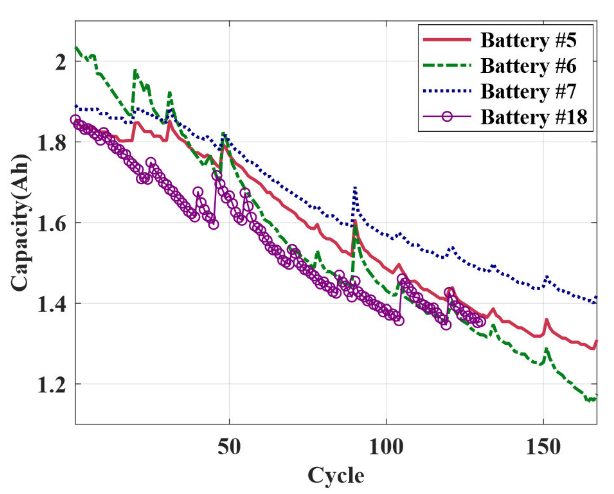 Battery #5
Battery #6
Battery #7
Battery #18
2
1.8
1.6
1.4
1.2
Capacity(Ah)
50
100
150
Cycle